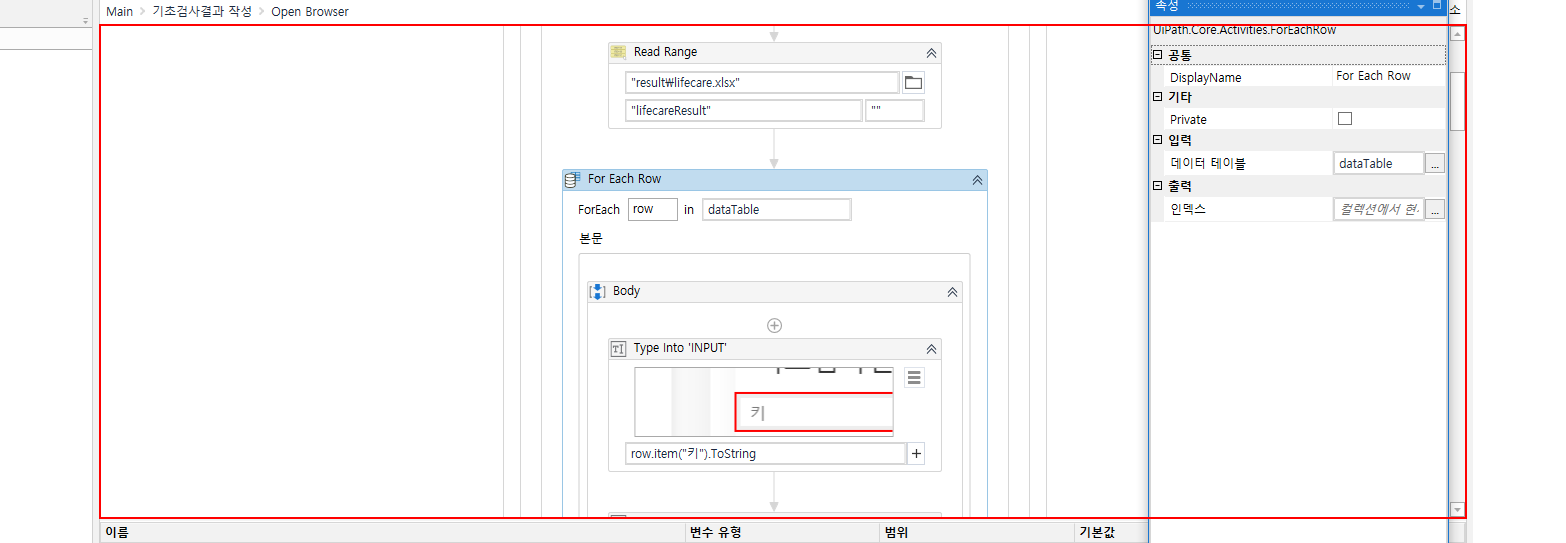 Main > 기초검사결과 작성 > Open Browser
Read Range
"result₩lifecare.xlsx"
"lifecareResult" ""
For Each Row
ForEach row in dataTable
본문
Body
Type Into 'INPUT'
키
row.item("키").ToString
이름 변수 유형 범위 기본값
속성
소
UiPath.Core.Activities.ForEachRow
공통
DisplayName For Each Row
기타
Private
입력
데이터 테이블 dataTable ...
출력
인덱스 컬렉션에서 현. ...